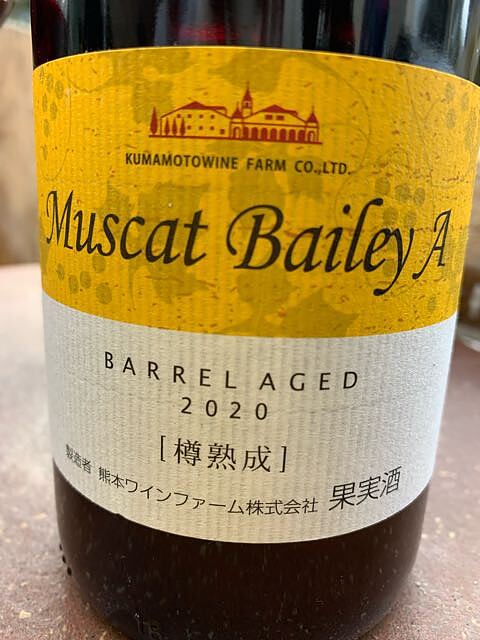 KUMAMOTOWINE FARM CO.,LTD.
Muscat Bailey A
BARREL AGED
2020
[樽熟成]
製造者 熊本ワインファーム株式会社 果実酒